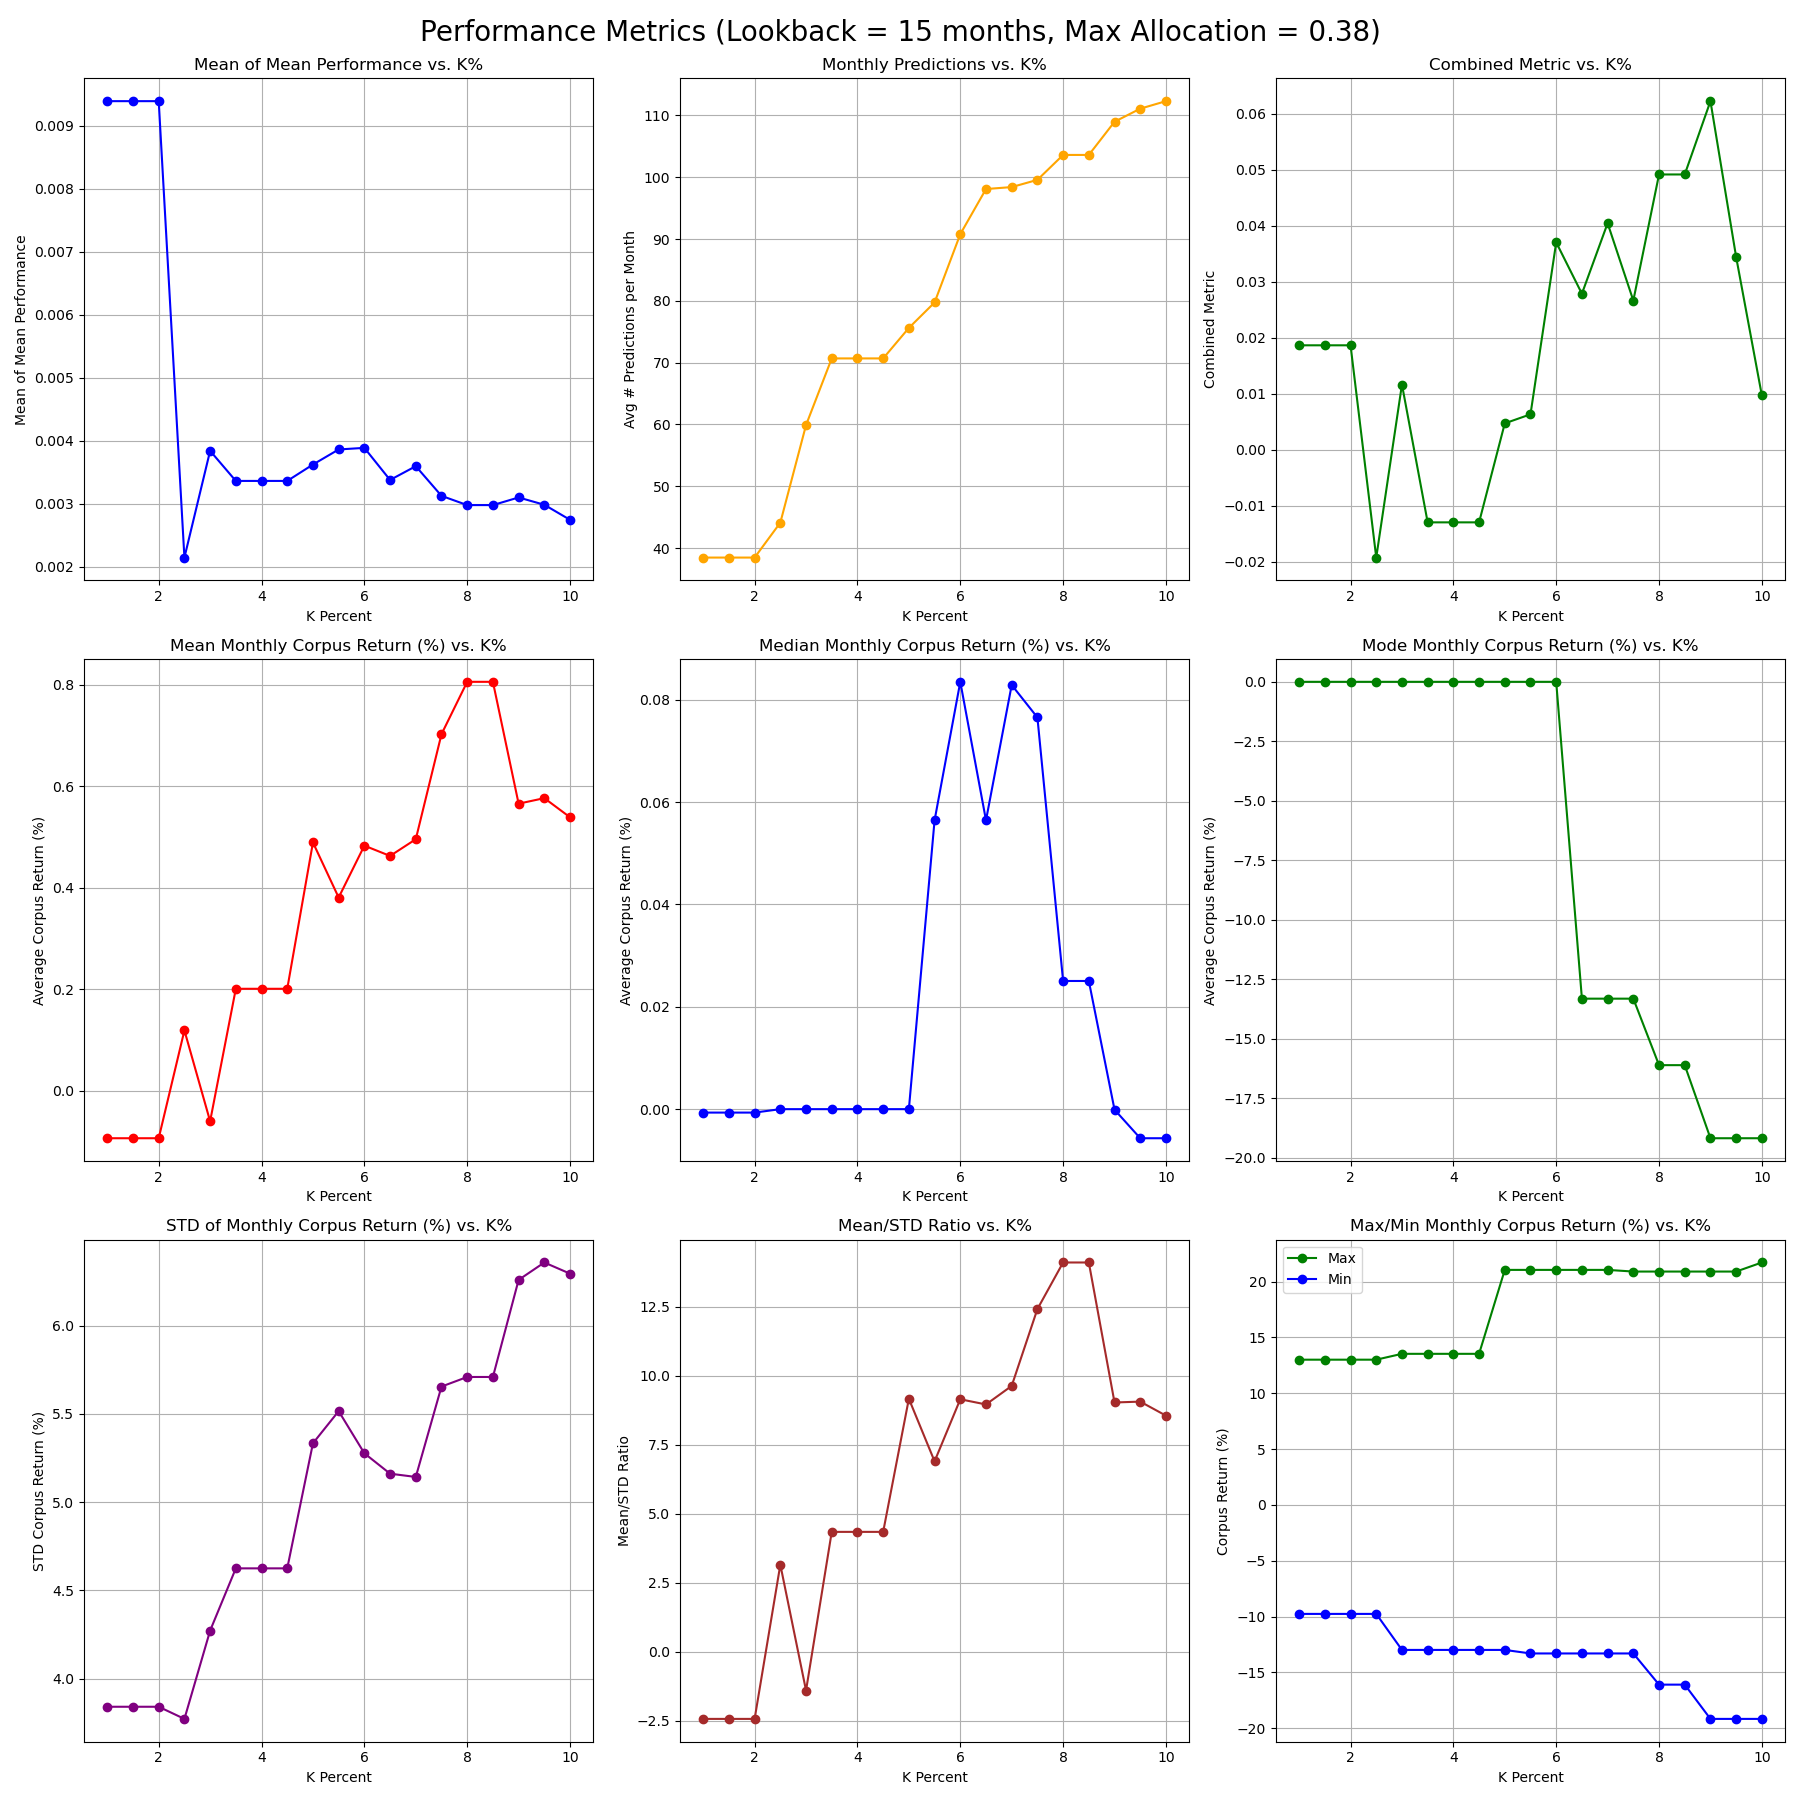 Performance Metrics (Lookback = 15 months, Max Allocation = 0.38)
Mean of Mean Performance vs. K%
Mean of Mean Performance
0.009
0.008
0.007
0.006
0.005
0.004
0.003
0.002
2 4 6 8 10
K Percent
Monthly Predictions vs. K%
Avg # Predictions per Month
110
100
90
80
70
60
50
40
2 4 6 8 10
K Percent
Combined Metric vs. K%
Combined Metric
0.06
0.05
0.04
0.03
0.02
0.01
0.00
−0.01
−0.02
2 4 6 8 10
K Percent
Mean Monthly Corpus Return (%) vs. K%
Average Corpus Return (%)
0.8
0.6
0.4
0.2
0.0
2 4 6 8 10
K Percent
Median Monthly Corpus Return (%) vs. K%
Average Corpus Return (%)
0.08
0.06
0.04
0.02
0.00
2 4 6 8 10
K Percent
Mode Monthly Corpus Return (%) vs. K%
Average Corpus Return (%)
0.0
−2.5
−5.0
−7.5
−10.0
−12.5
−15.0
−17.5
−20.0
2 4 6 8 10
K Percent
STD of Monthly Corpus Return (%) vs. K%
STD Corpus Return (%)
6.0
5.5
5.0
4.5
4.0
2 4 6 8 10
K Percent
Mean/STD Ratio vs. K%
Mean/STD Ratio
12.5
10.0
7.5
5.0
2.5
0.0
−2.5
2 4 6 8 10
K Percent
Max/Min Monthly Corpus Return (%) vs. K%
Max
Min
Corpus Return (%)
20
15
10
5
0
−5
−10
−15
−20
2 4 6 8 10
K Percent